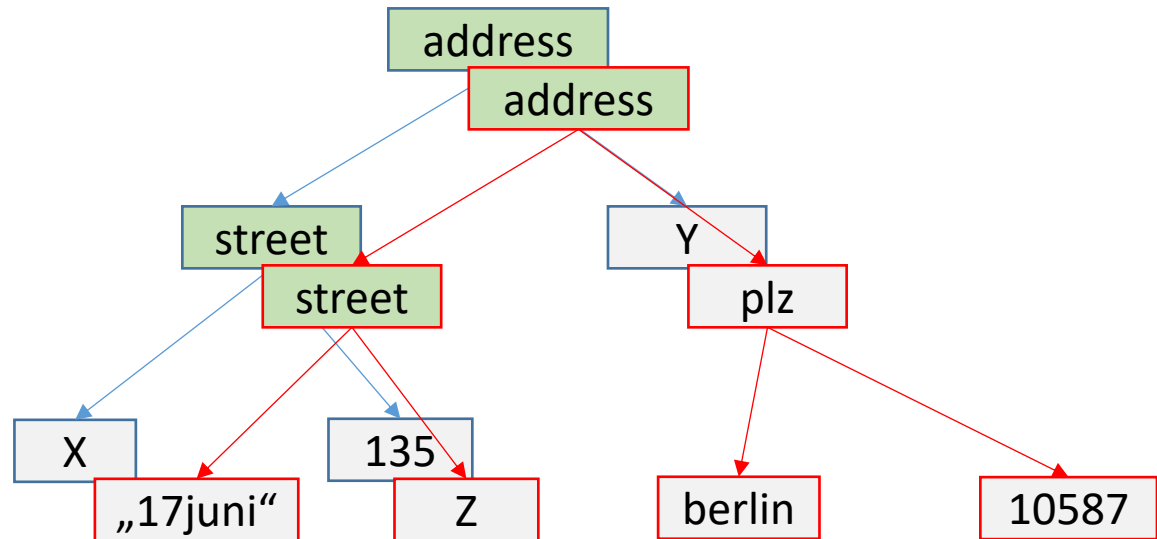 address
address
street
Y
street
plz
X
135
„17juni“
Z
berlin
10587